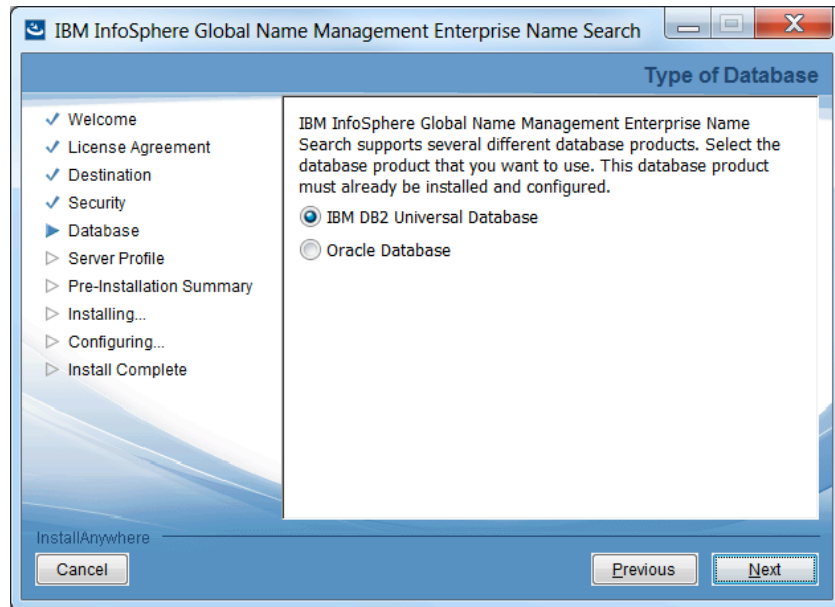 IBM InfoSphere Global Name Management Enterprise Name Search
Type of Database
Welcome
License Agreement
Destination
Security
Database
Server Profile
Pre-Installation Summary
Installing...
Configuring...
Install Complete
IBM InfoSphere Global Name Management Enterprise Name
Search supports several different database products. Select the
database product that you want to use. This database product
must already be installed and configured.
IBM DB2 Universal Database
Oracle Database
InstallAnywhere
Cancel
Previous
Next